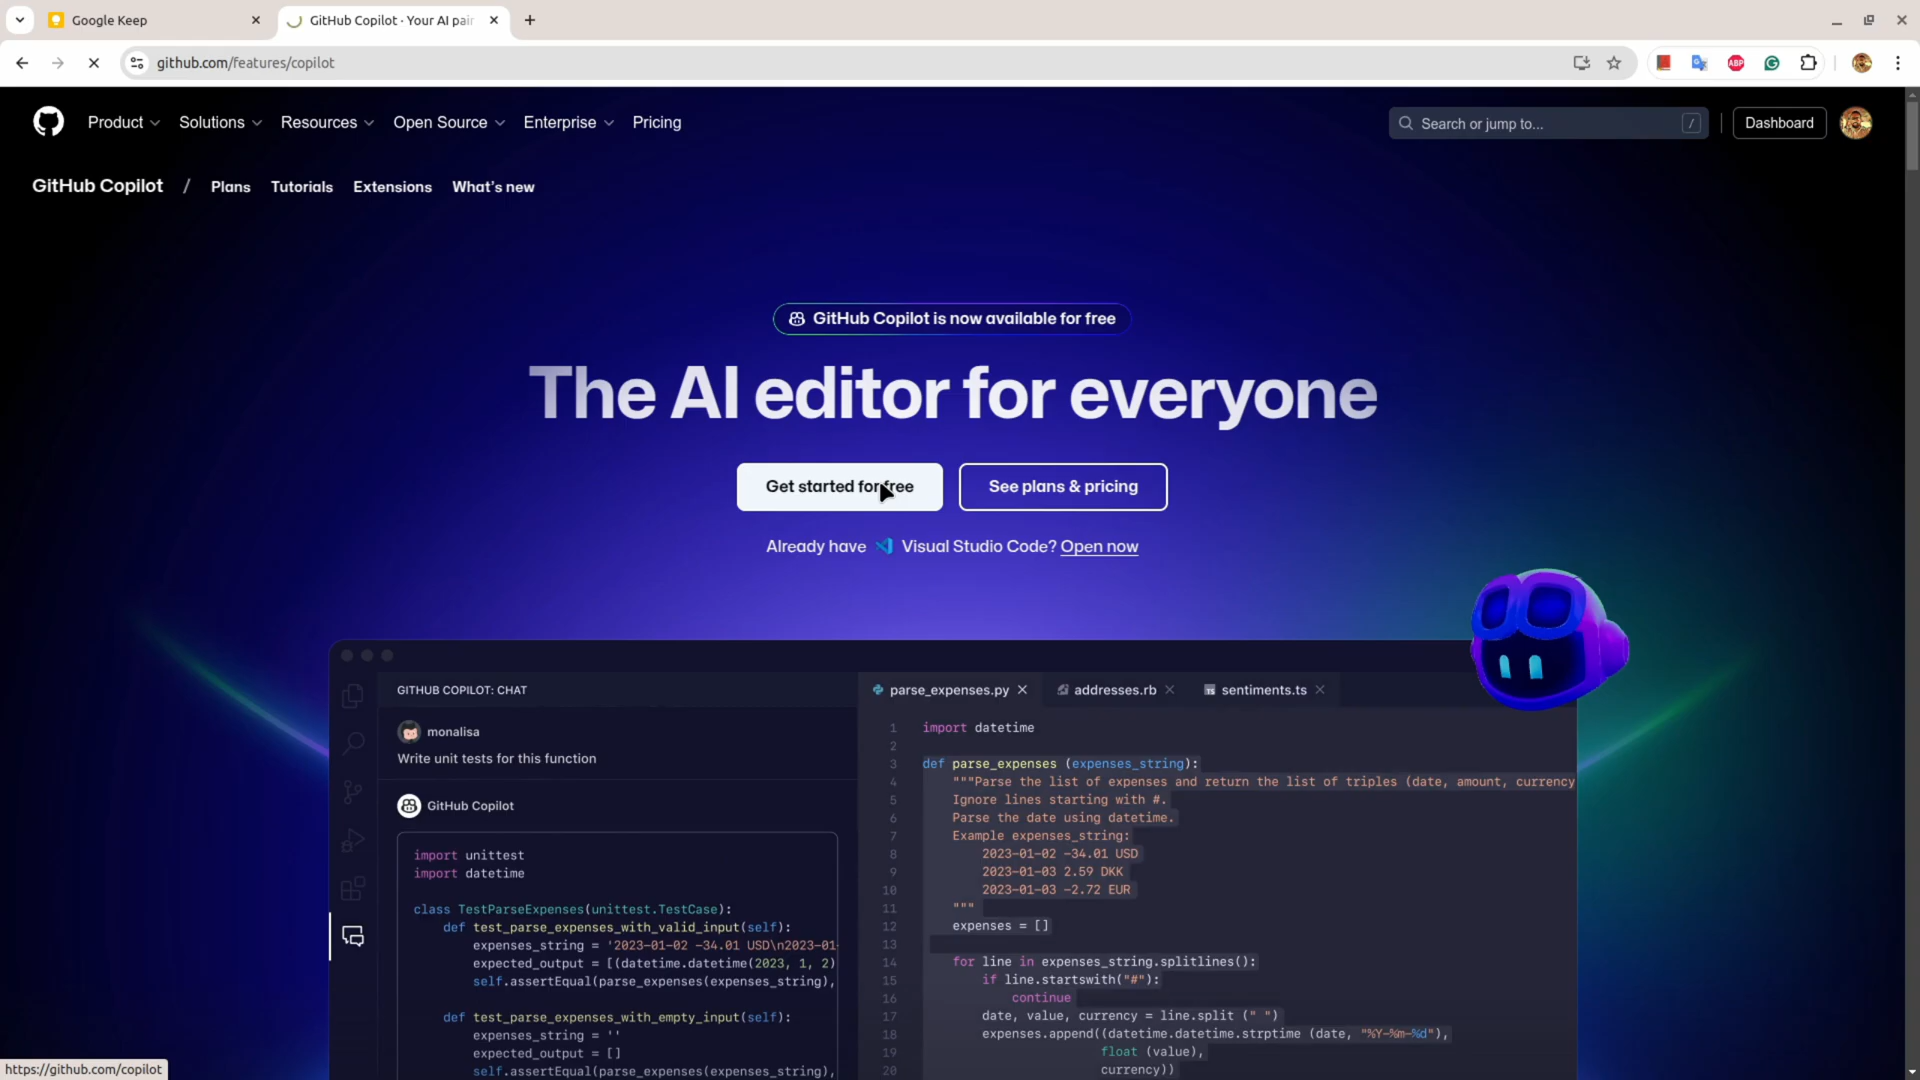 Google Keep
GitHub Copilot · Your AI pair
github.com/features/copilot
ABP
Product
Solutions
Resources
Open Source
Enterprise
Pricing
Search or jump to...
/
Dashboard
GitHub Copilot / Plans Tutorials Extensions What's new
GitHub Copilot is now available for free
The AI editor for everyone
Get started for free
See plans & pricing
Already have Visual Studio Code? Open now
GITHUB COPILOT: CHAT
monalisa
Write unit tests for this function
GitHub Copilot
import unittest
import datetime
class TestParseExpenses(unittest.TestCase):
def test_parse_expenses_with_valid_input(self):
expenses_string = '2023-01-02 -34.01 USD\n2023-01-
expected_output = [(datetime.datetime(2023, 1, 2)
self.assertEqual(parse_expenses(expenses_string),
def test_parse_expenses_with_empty_input(self):
expenses_string = ''
expected_output = []
self.assertEqual(parse_expenses(expenses_string),
parse_expenses.py
addresses.rb
TS sentiments.ts
1 import datetime
2
3 def parse_expenses (expenses_string):
4 """Parse the list of expenses and return the list of triples (date, amount, currency
5 Ignore lines starting with #.
6 Parse the date using datetime.
7 Example expenses_string:
8 2023-01-02 -34.01 USD
9 2023-01-03 2.59 DKK
10 2023-01-03 -2.72 EUR
11 """
12 expenses = []
13
14 for line in expenses_string.splitlines():
15 if line.startswith("#"):
16 continue
17 date, value, currency = line.split (" ")
18 expenses.append((datetime.datetime.strptime (date, "%Y-%m-%d"),
19 float (value),
20 currency))
https://github.com/copilot